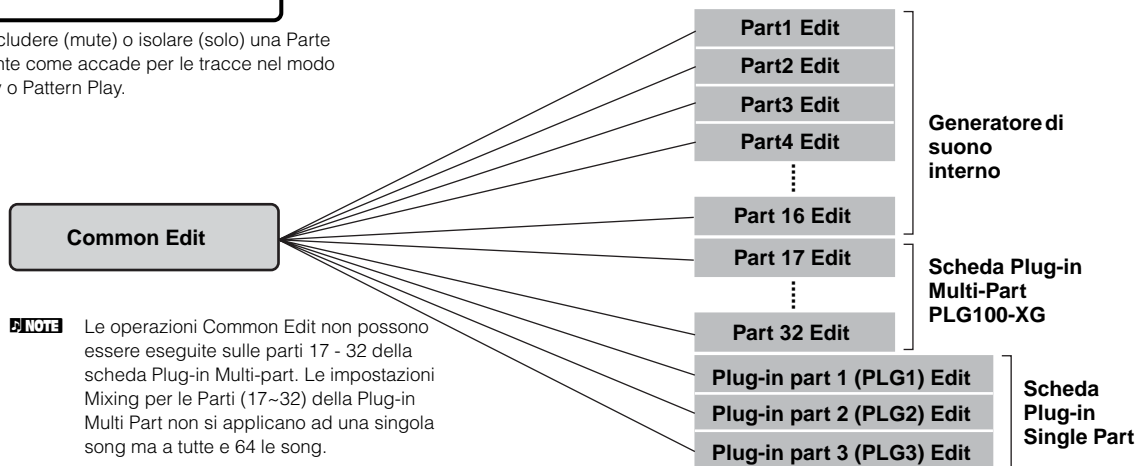 cludere (mute) o isolare (solo) una Parte
nte come accade per le tracce nel modo
o Pattern Play.
Part1 Edit
Part2 Edit
Part3 Edit
Part4 Edit
Part 16 Edit
Generatore di
suono
interno
Common Edit
Part 17 Edit
Part 32 Edit
Scheda Plug-in
Multi-Part
PLG100-XG
NOTE Le operazioni Common Edit non possono
essere eseguite sulle parti 17 - 32 della
scheda Plug-in Multi-part. Le impostazioni
Mixing per le Parti (17~32) della Plug-in
Multi Part non si applicano ad una singola
song ma a tutte e 64 le song.
Plug-in part 1 (PLG1) Edit
Plug-in part 2 (PLG2) Edit
Plug-in part 3 (PLG3) Edit
Scheda
Plug-in
Single Part